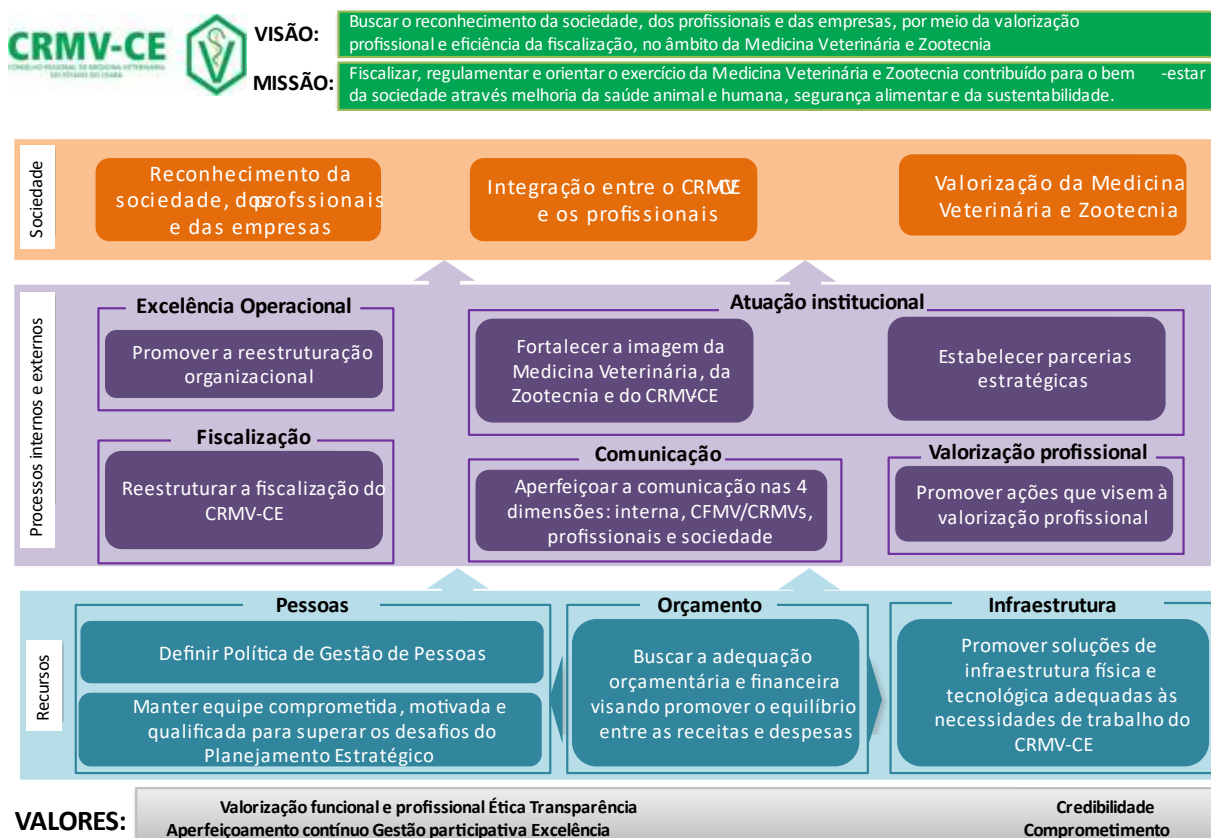 CRMV-CE
CONSELHO REGIONAL DE MEDICINA VETERINÁRIA
DO ESTADO DO CEARÁ
VISÃO:
Buscar o reconhecimento da sociedade, dos profissionais e das empresas, por meio da valorização
profissional e eficiência da fiscalização, no âmbito da Medicina Veterinária e Zootecnia
MISSÃO:
Fiscalizar, regulamentar e orientar o exercício da Medicina Veterinária e Zootecnia contribuído para o bem -estar
da sociedade através melhoria da saúde animal e humana, segurança alimentar e da sustentabilidade.
Sociedade
Reconhecimento da
sociedade, dos profssionais
e das empresas
Integração entre o CRMV-CE
e os profissionais
Valorização da Medicina
Veterinária e Zootecnia
Processos internos e externos
Excelência Operacional
Promover a reestruturação
organizacional
Atuação institucional
Fortalecer a imagem da
Medicina Veterinária, da
Zootecnia e do CRMV-CE
Estabelecer parcerias
estratégicas
Fiscalização
Reestruturar a fiscalização do
CRMV-CE
Comunicação
Aperfeiçoar a comunicação nas 4
dimensões: interna, CFMV/CRMVs,
profissionais e sociedade
Valorização profissional
Promover ações que visem à
valorização profissional
Recursos
Pessoas
Definir Política de Gestão de Pessoas
Manter equipe comprometida, motivada e
qualificada para superar os desafios do
Planejamento Estratégico
Orçamento
Buscar a adequação
orçamentária e financeira
visando promover o equilíbrio
entre as receitas e despesas
Infraestrutura
Promover soluções de
infraestrutura física e
tecnológica adequadas às
necessidades de trabalho do
CRMV-CE
VALORES:
Valorização funcional e profissional Ética Transparência
Credibilidade
Aperfeiçoamento contínuo Gestão participativa Excelência
Comprometimento